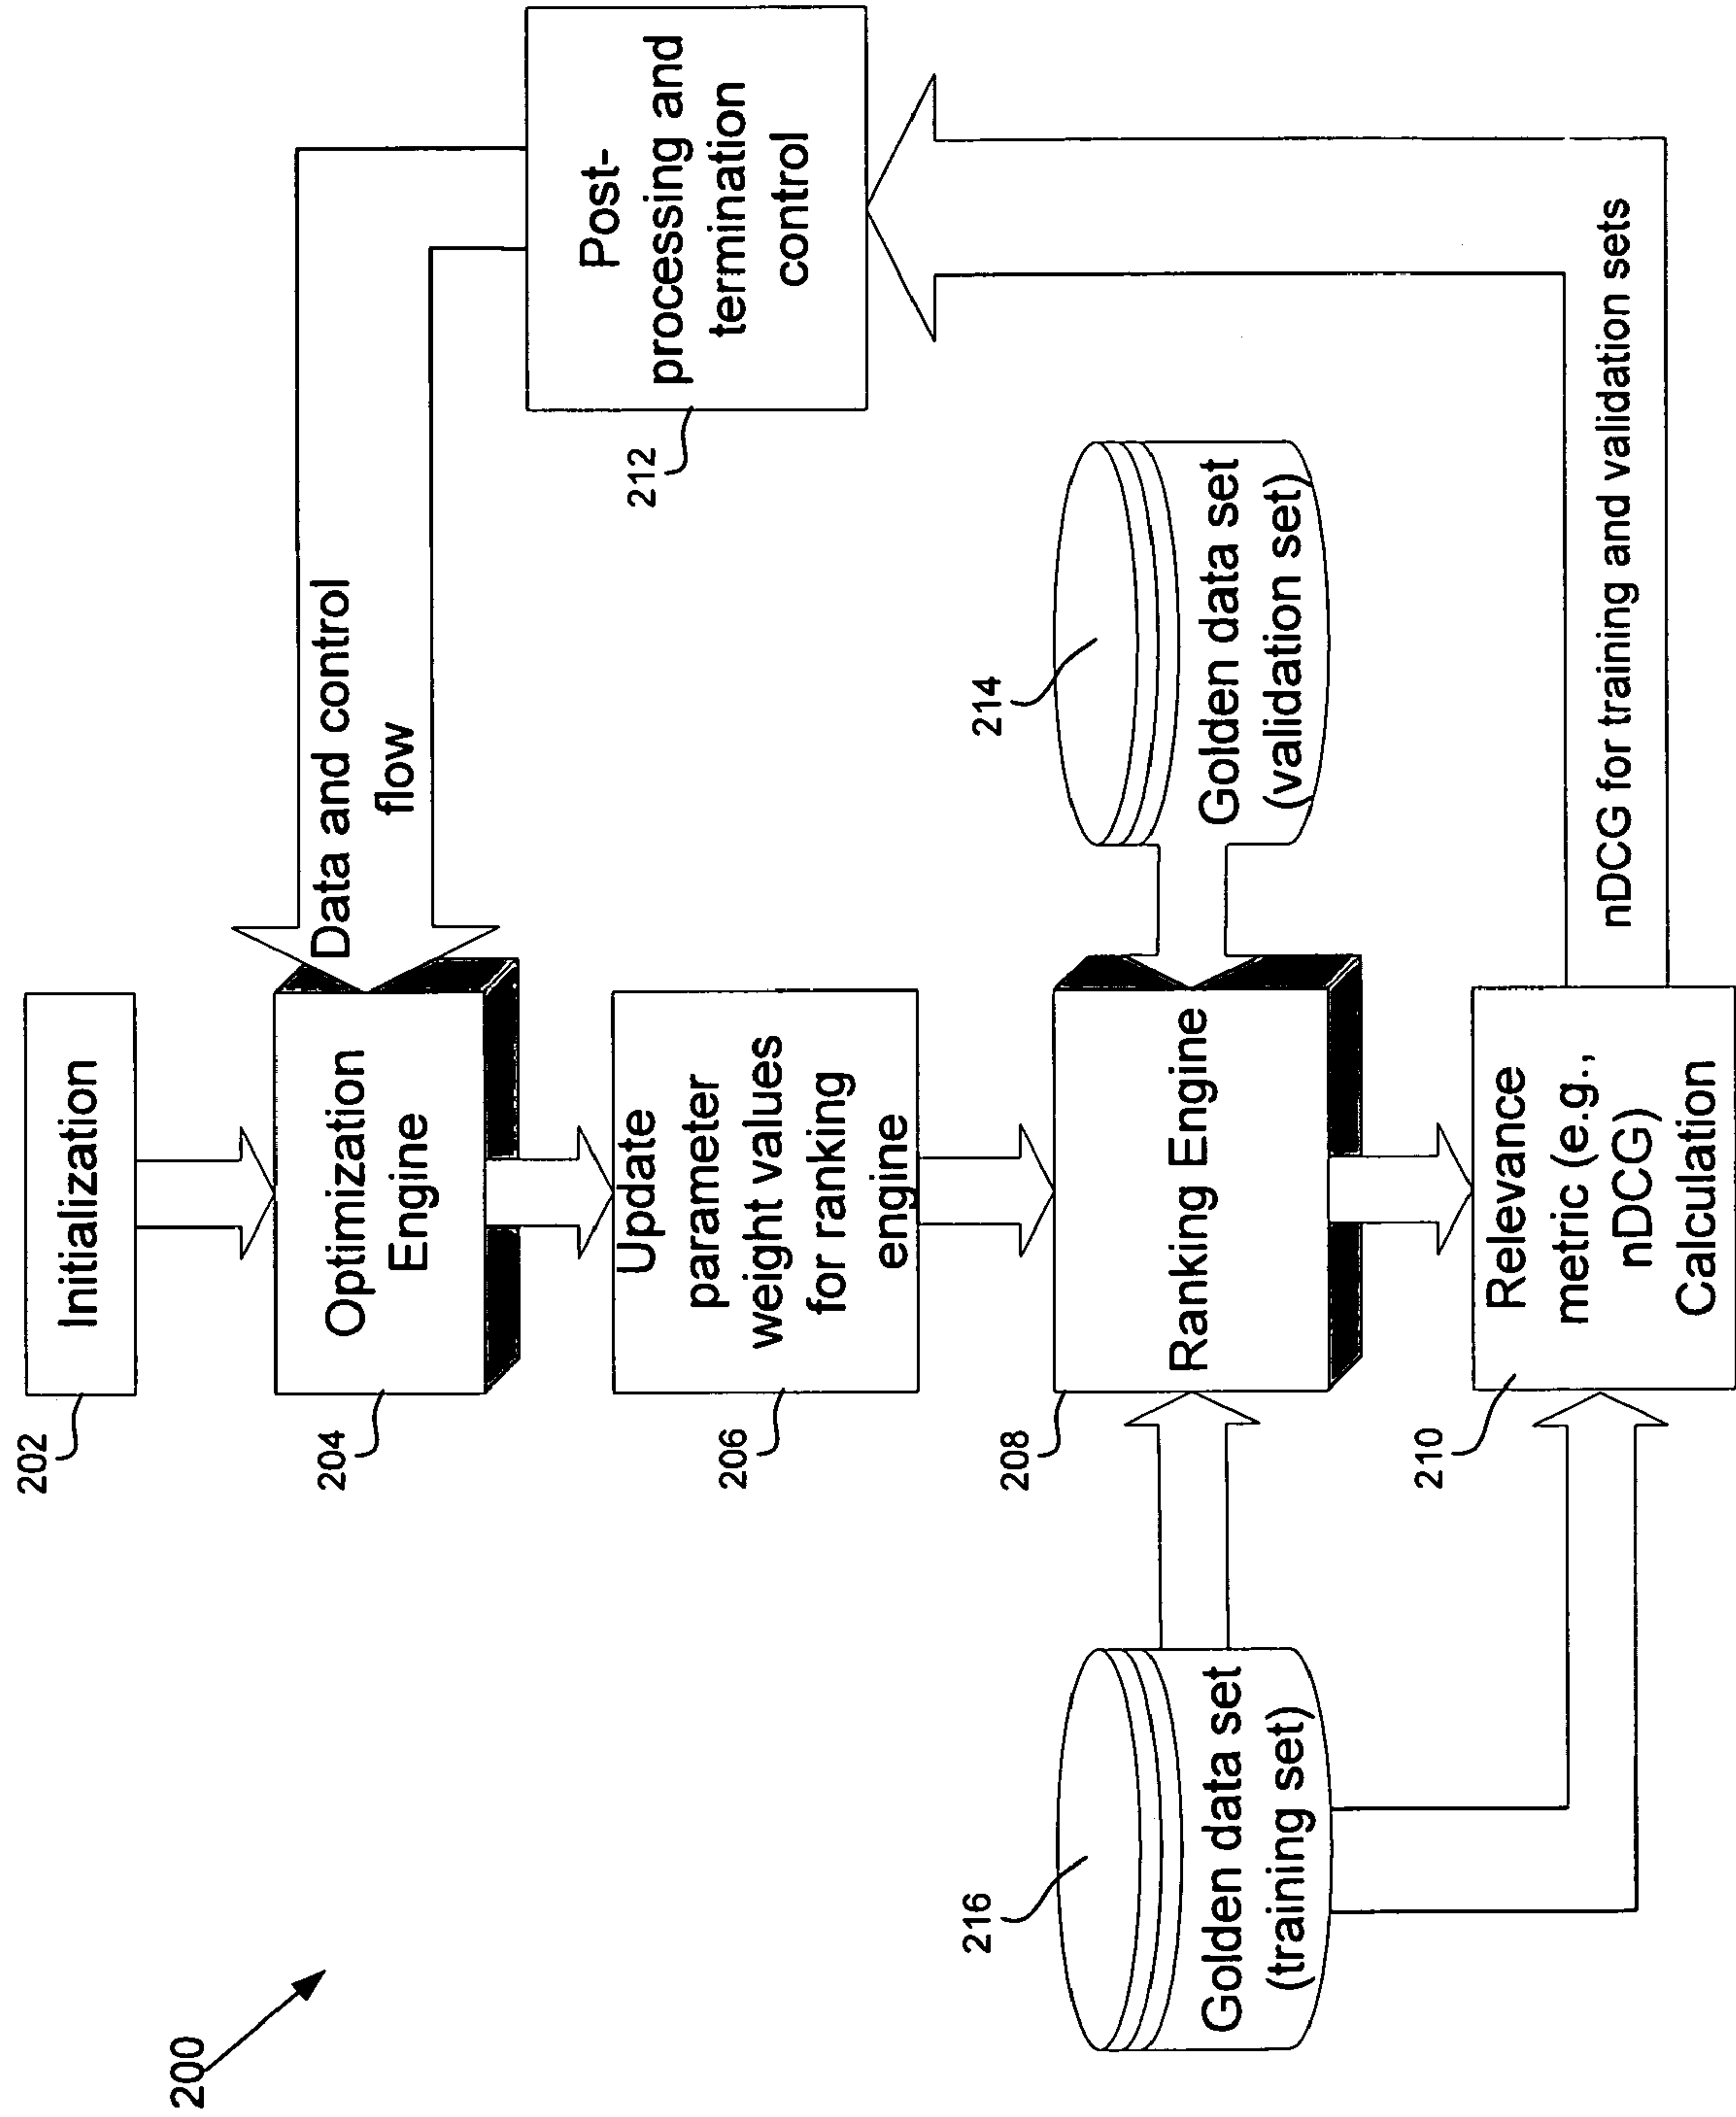 200
202
Initialization
204
Optimization
Engine
Data and control
flow
206
Update
parameter
weight values
for ranking
engine
212
Post-
processing and
termination
control
208
Ranking Engine
214
Golden data set
(validation set)
216
Golden data set
(training set)
210
Relevance
metric (e.g.,
nDCG)
Calculation
nDCG for training and validation sets